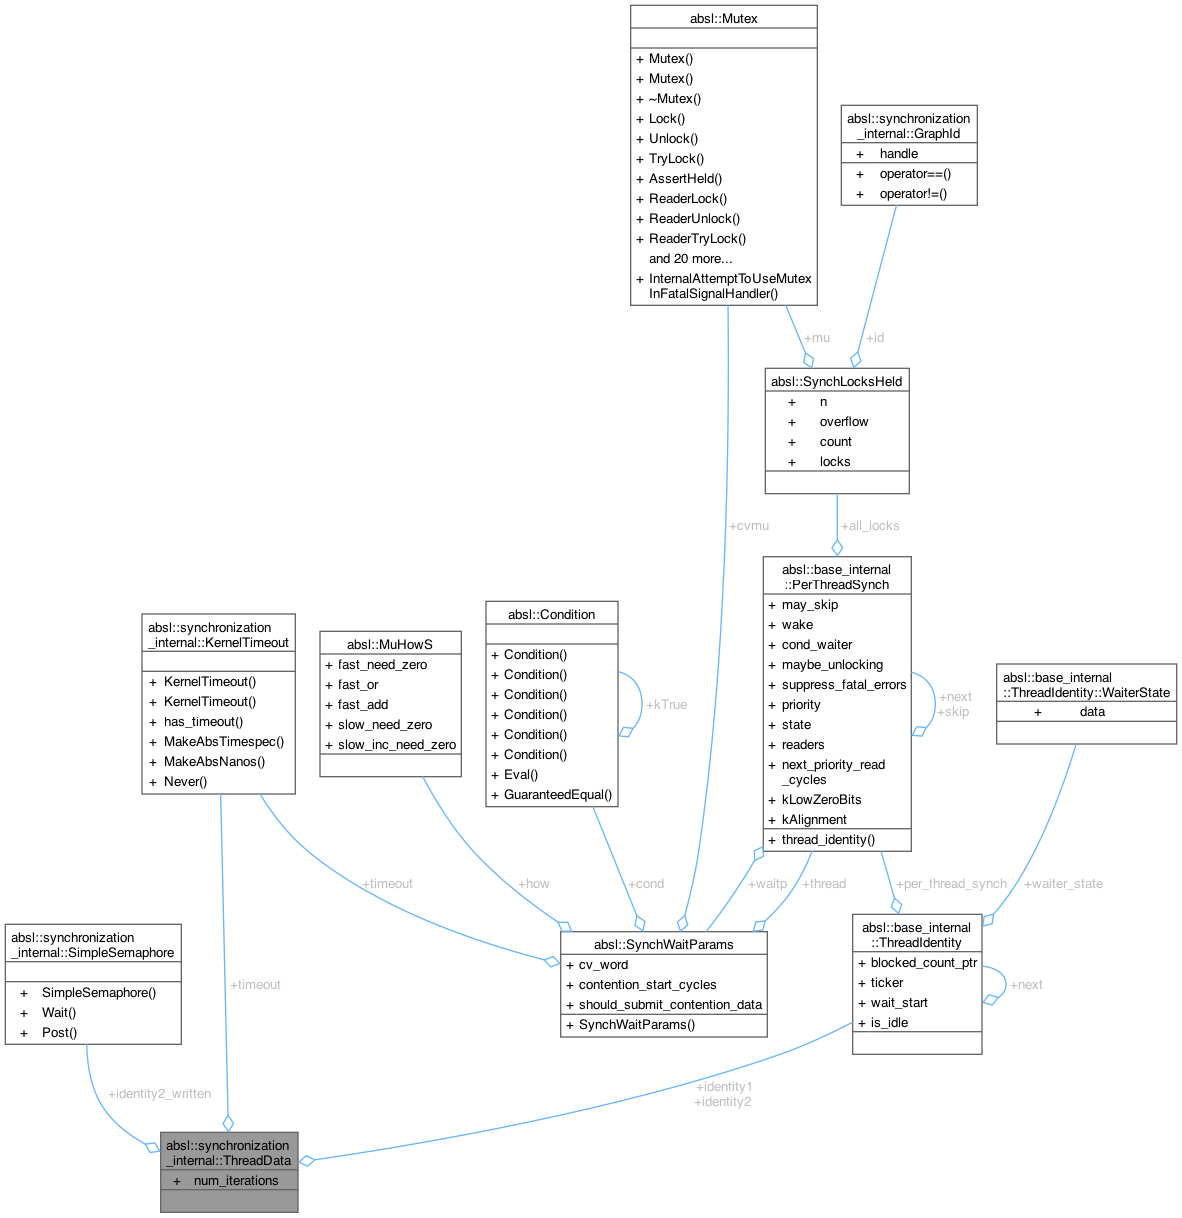 absl::Mutex
+ Mutex()
+ Mutex()
+ ~Mutex()
+ Lock()
+ Unlock()
+ TryLock()
+ AssertHeld()
+ ReaderLock()
+ ReaderUnlock()
+ ReaderTryLock()
and 20 more...
+ InternalAttemptToUseMutex
InFatalSignalHandler()
absl::synchronization
_internal::GraphId
+ handle
+ operator==()
+ operator!=()
+mu
+id
absl::SynchLocksHeld
+ n
+ overflow
+ count
+ locks
+cvmu
+all_locks
absl::base_internal
::PerThreadSynch
+ may_skip
+ wake
+ cond_waiter
+ maybe_unlocking
+ suppress_fatal_errors
+ priority
+ state
+ readers
+ next_priority_read
_cycles
+ kLowZeroBits
+ kAlignment
+ thread_identity()
+next
+skip
absl::synchronization
_internal::KernelTimeout
+ KernelTimeout()
+ KernelTimeout()
+ has_timeout()
+ MakeAbsTimespec()
+ MakeAbsNanos()
+ Never()
absl::MuHowS
+ fast_need_zero
+ fast_or
+ fast_add
+ slow_need_zero
+ slow_inc_need_zero
absl::Condition
+ Condition()
+ Condition()
+ Condition()
+ Condition()
+ Condition()
+ Condition()
+ Eval()
+ GuaranteedEqual()
+kTrue
absl::base_internal
::ThreadIdentity::WaiterState
+ data
+timeout
+how
+cond
+waitp
+thread
+per_thread_synch
+waiter_state
absl::synchronization
_internal::SimpleSemaphore
+ SimpleSemaphore()
+ Wait()
+ Post()
+timeout
absl::SynchWaitParams
+ cv_word
+ contention_start_cycles
+ should_submit_contention_data
+ SynchWaitParams()
absl::base_internal
::ThreadIdentity
+ blocked_count_ptr
+ ticker
+ wait_start
+ is_idle
+next
+identity2_written
+identity1
+identity2
absl::synchronization
_internal::ThreadData
+ num_iterations